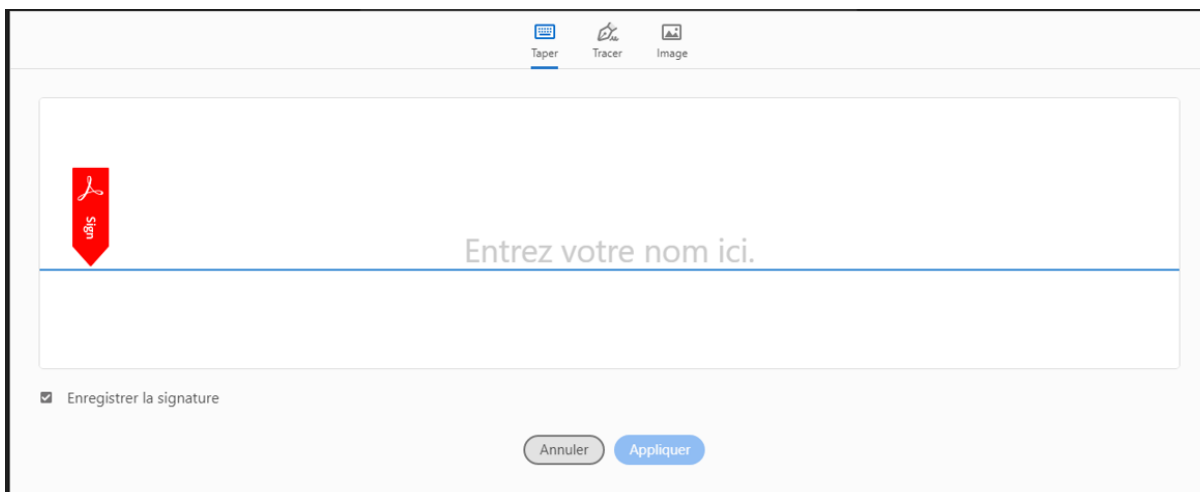 Taper Tracer Image
Sign
Entrez votre nom ici.
Enregistrer la signature
Annuler Appliquer